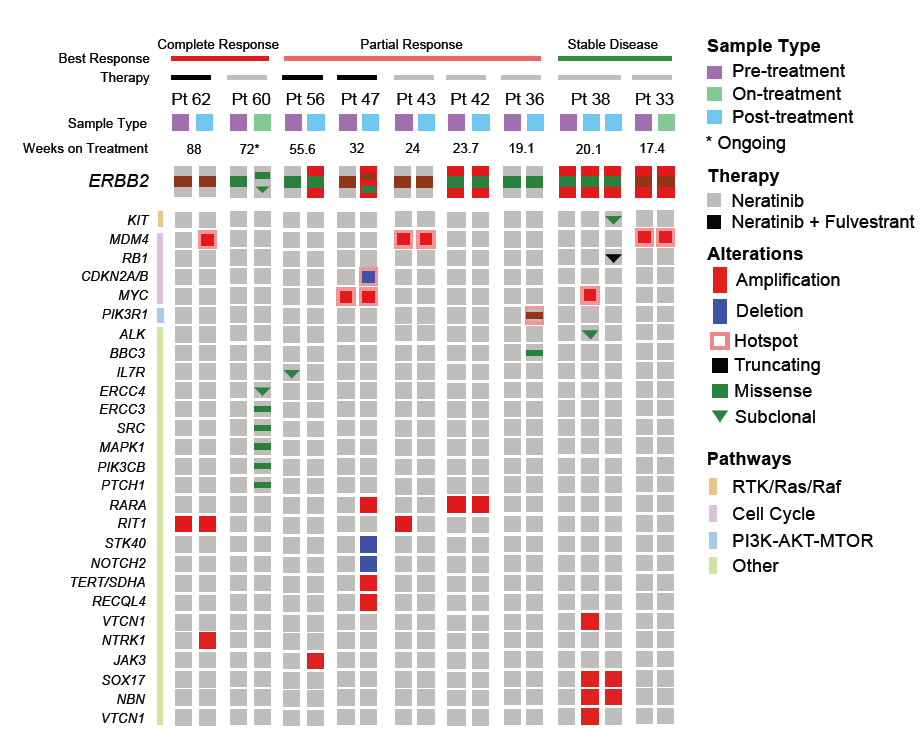 Complete Response Partial Response Stable Disease
Best Response
Therapy
Pt 62 Pt 60 Pt 56 Pt 47 Pt 43 Pt 42 Pt 36 Pt 38 Pt 33
Sample Type
Weeks on Treatment 88 72* 55.6 32 24 23.7 19.1 20.1 17.4
ERBB2
KIT
MDM4
RB1
CDKN2A/B
MYC
PIK3R1
ALK
BBC3
IL7R
ERCC4
ERCC3
SRC
MAPK1
PIK3CB
PTCH1
RARA
RIT1
STK40
NOTCH2
TERT/SDHA
RECQL4
VTCN1
NTRK1
JAK3
SOX17
NBN
VTCN1
Sample Type
Pre-treatment
On-treatment
Post-treatment
* Ongoing
Therapy
Neratinib
Neratinib + Fulvestrant
Alterations
Amplification
Deletion
Hotspot
Truncating
Missense
Subclonal
Pathways
RTK/Ras/Raf
Cell Cycle
PI3K-AKT-MTOR
Other